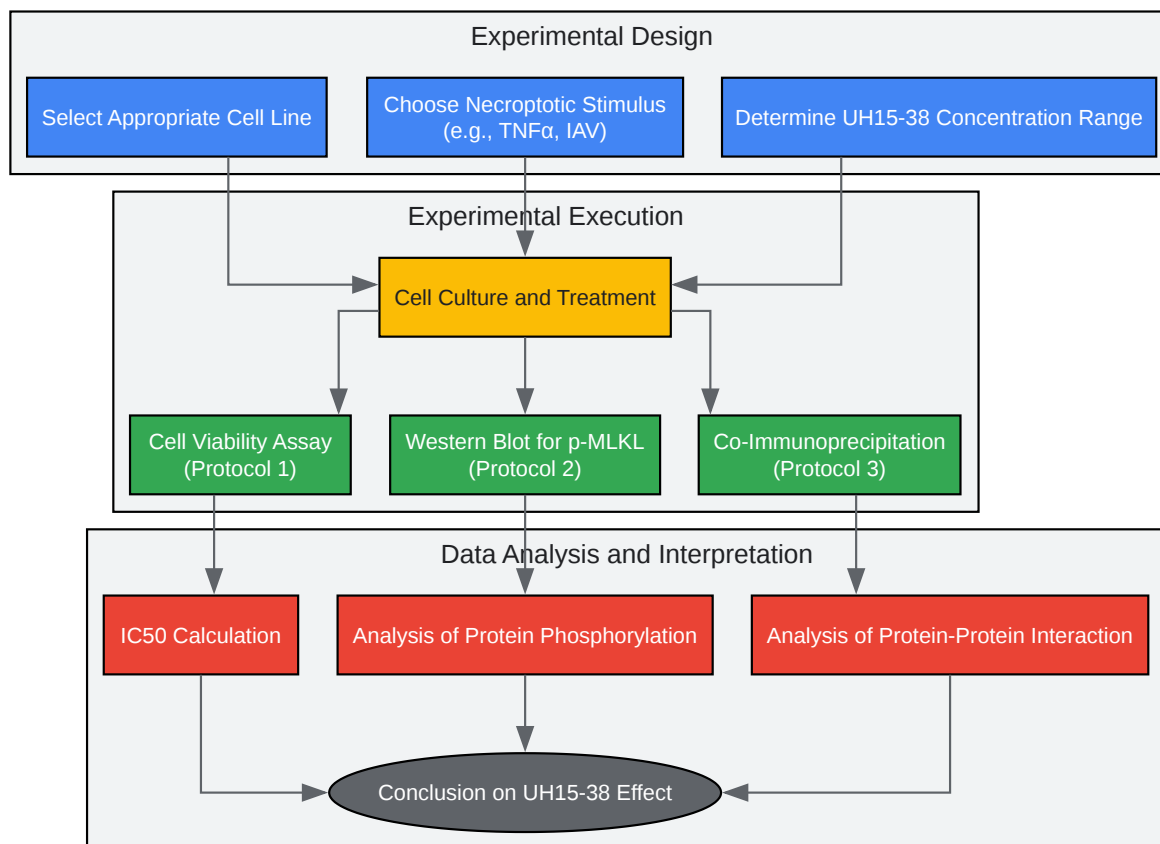 Experimental Design
Select Appropriate Cell Line
Choose Necroptotic Stimulus
(e.g., TNFα, IAV)
Determine UH15-38 Concentration Range
Experimental Execution
Cell Culture and Treatment
Cell Viability Assay
(Protocol 1)
Western Blot for p-MLKL
(Protocol 2)
Co-Immunoprecipitation
(Protocol 3)
Data Analysis and Interpretation
IC50 Calculation
Analysis of Protein Phosphorylation
Analysis of Protein-Protein Interaction
Conclusion on UH15-38 Effect